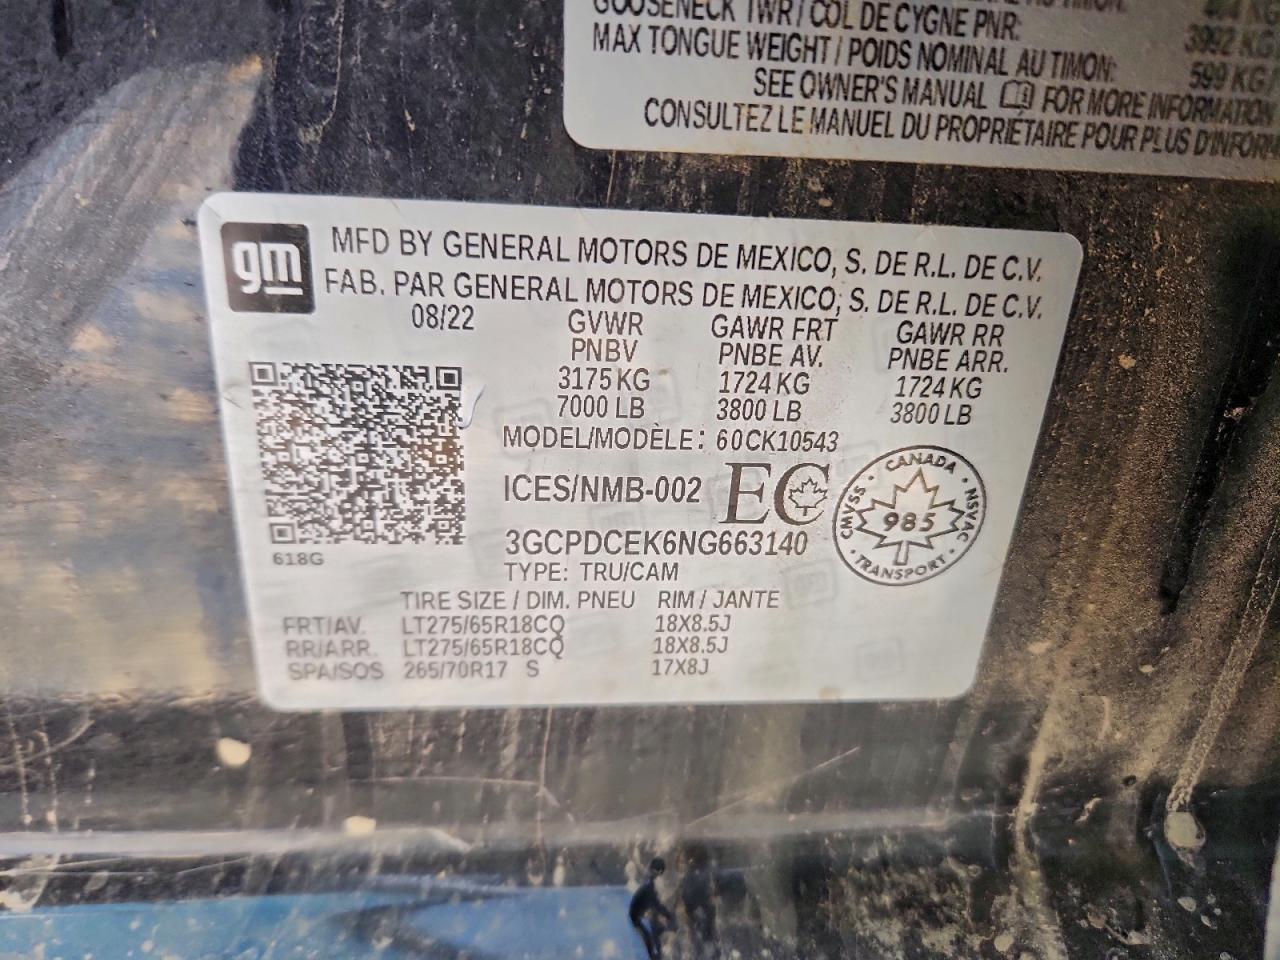 GOOSENECK TWR / COL DE CYGNE PNR: 3992 KG
MAX TONGUE WEIGHT / POIDS NOMINAL AU TIMON: 599 KG/
SEE OWNER'S MANUAL FOR MORE INFORMATION
CONSULTEZ LE MANUEL DU PROPRIÉTAIRE POUR PLUS D'INFORM
gm
MFD BY GENERAL MOTORS DE MEXICO, S. DE R.L. DE C.V.
FAB. PAR GENERAL MOTORS DE MEXICO, S. DE R.L. DE C.V.
08/22 GVWR GAWR FRT GAWR RR
PNBV PNBE AV. PNBE ARR.
3175 KG 1724 KG 1724 KG
7000 LB 3800 LB 3800 LB
MODEL/MODÈLE: 60CK10543
ICES/NMB-002 EC
3GCPDCEK6NG663140
CANADA
CMVSS 985 NSVAC
TRANSPORT
618G
TYPE: TRU/CAM
TIRE SIZE / DIM. PNEU RIM / JANTE
FRT/AV. LT275/65R18CQ 18X8.5J
RR/ARR. LT275/65R18CQ 18X8.5J
SPA/SOS 265/70R17 S 17X8J